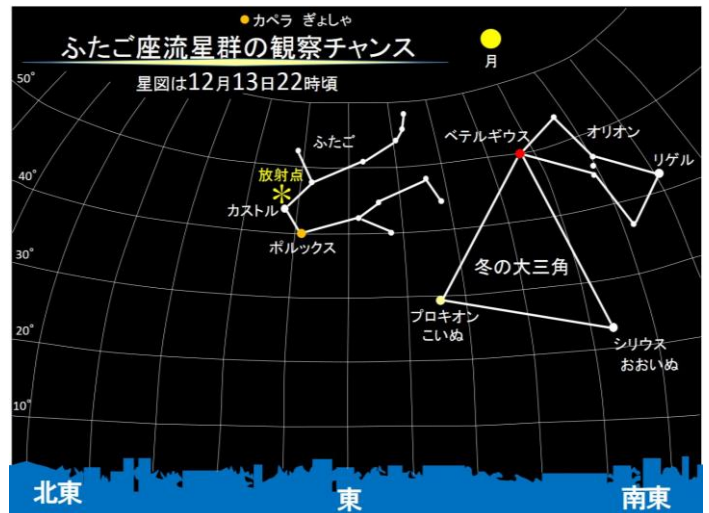 カペラ ぎょしゃ
ふたご座流星群の観察チャンス
星図は12月13日22時頃
月
50°
ふたご
ベテルギウス
オリオン
リゲル
40°
放射点
カストル
ポルックス
30°
冬の大三角
プロキオン
こいぬ
20°
シリウス
おおいぬ
10°
北東
東
南東